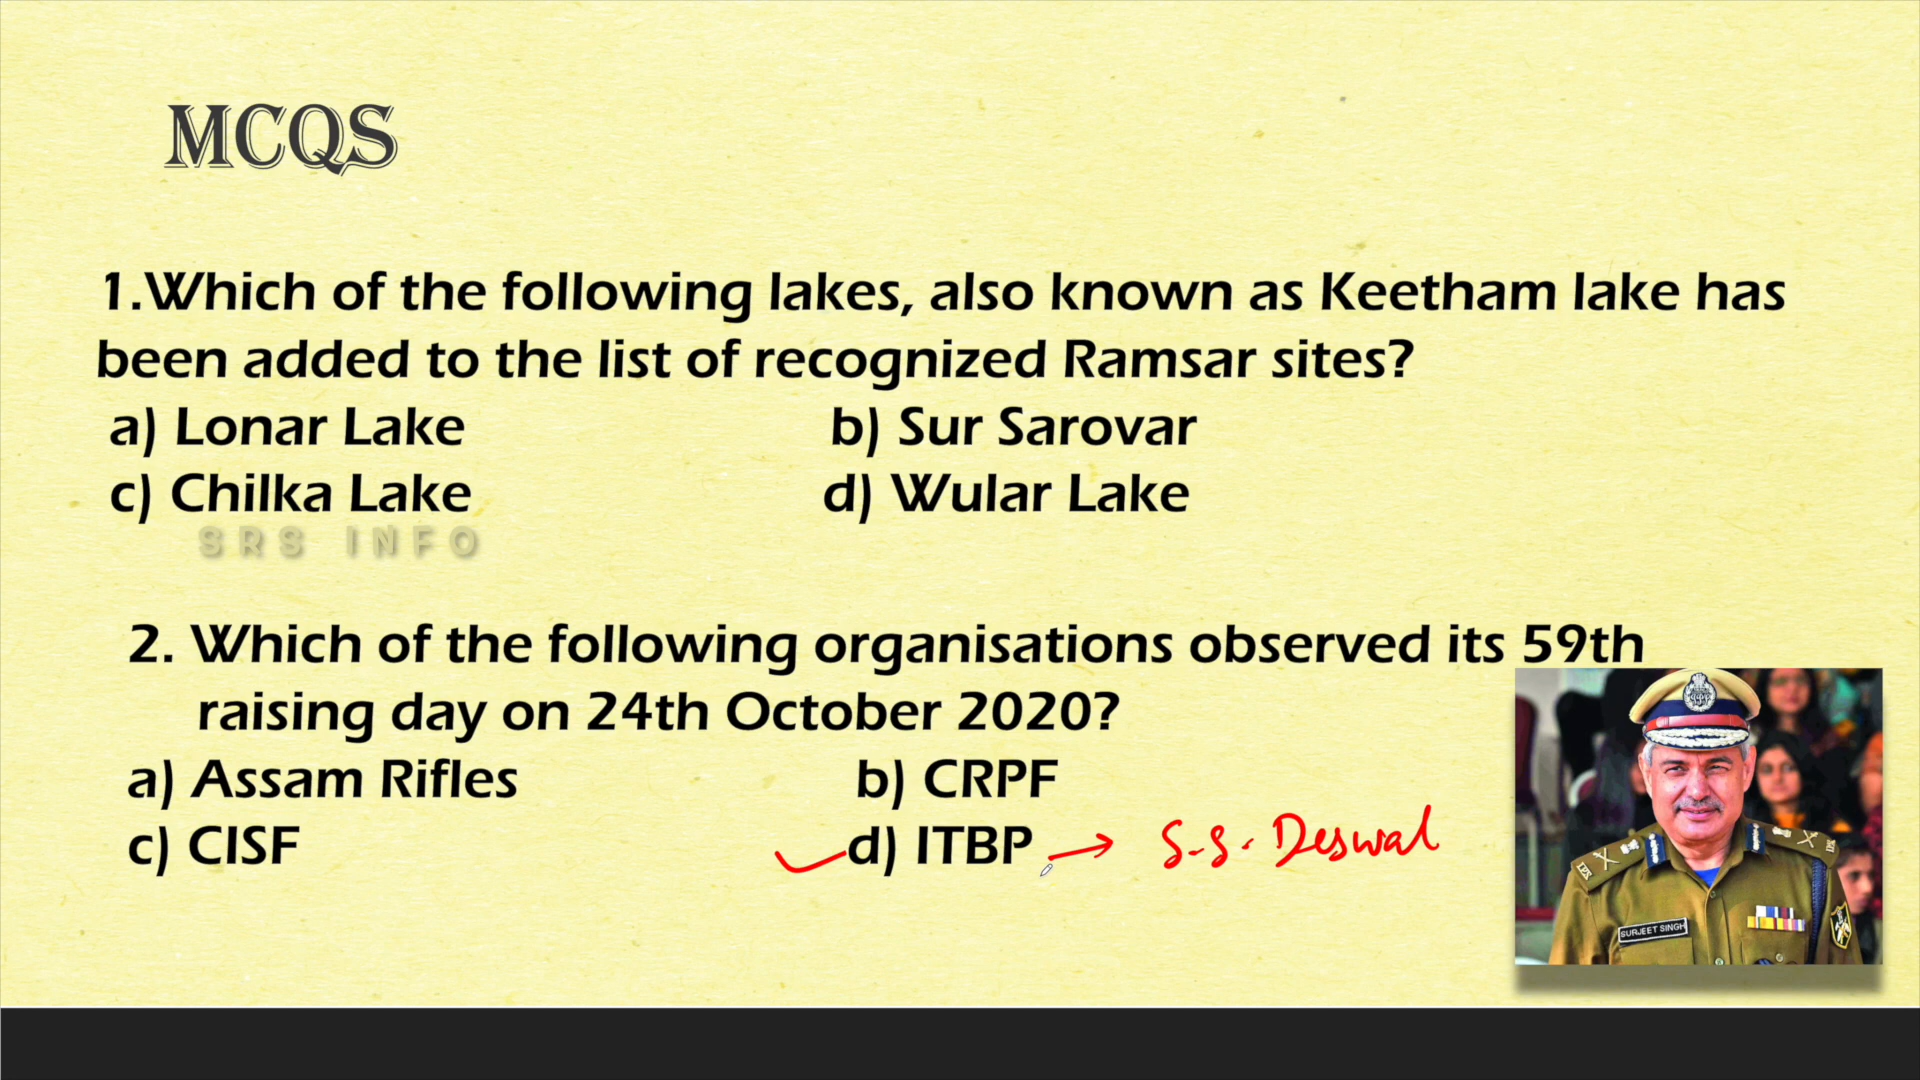 MCQS
1.Which of the following lakes, also known as Keetham lake has
been added to the list of recognized Ramsar sites?
a) Lonar Lake b) Sur Sarovar
c) Chilka Lake d) Wular Lake
SRS INFO
2. Which of the following organisations observed its 59th
raising day on 24th October 2020?
a) Assam Rifles b) CRPF
c) CISF d) ITBP → S.S. Deswal
SURJEET SINGH